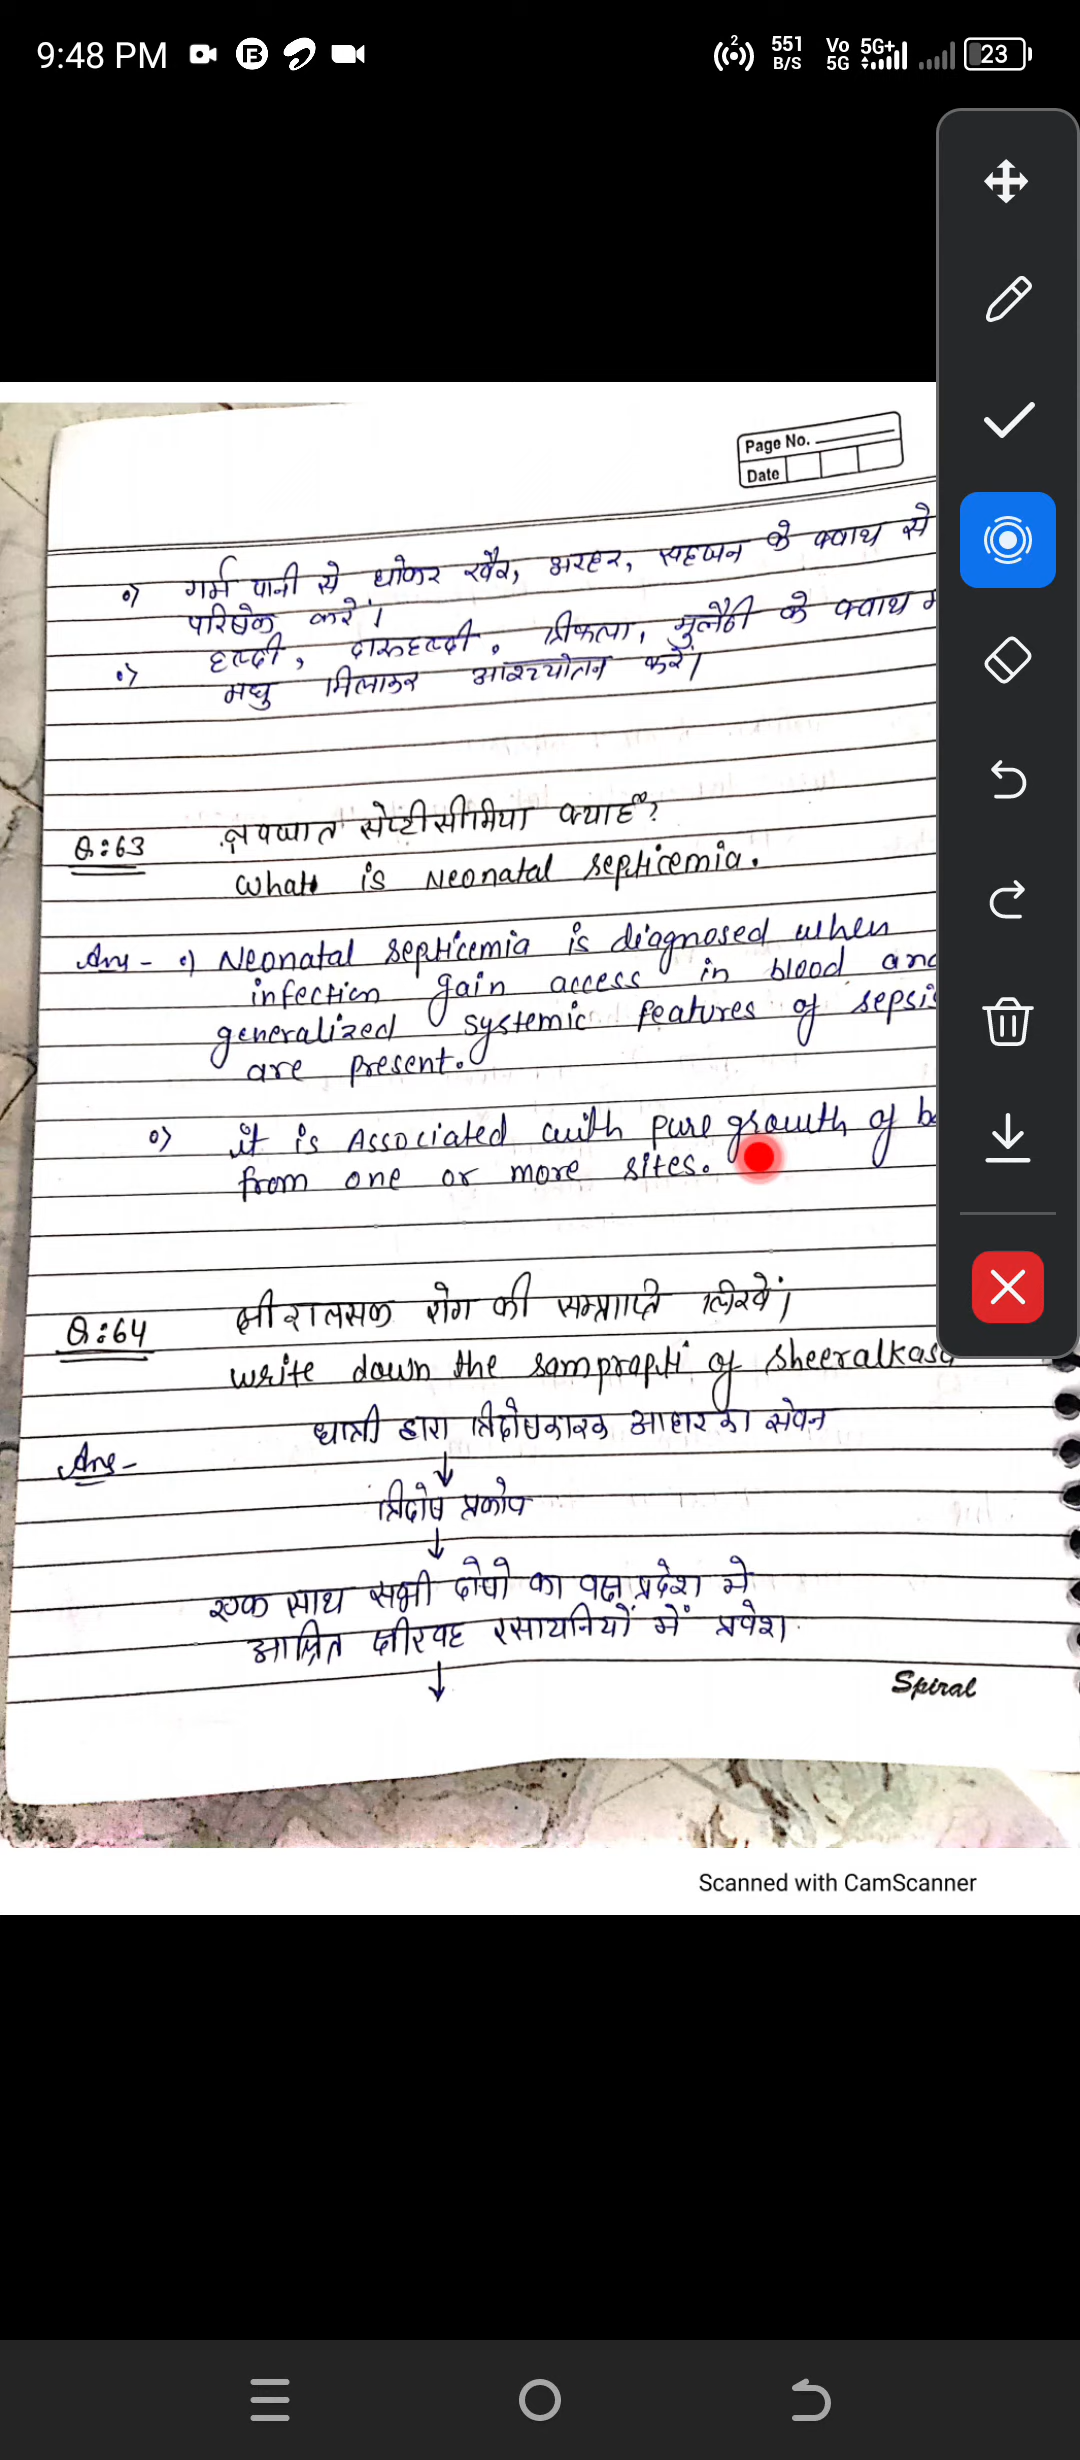 9:48 PM
551 B/S Vo 5G 5G+ 23
Page No.
Date
गर्म पानी से धोकर खैर, अरहर, सहजन के क्वाथ से
परिषेक करें।
हल्दी, दारुहल्दी, त्रिफला, मुलैठी के क्वाथ
मधु मिलाकर आश्च्योतन करें।
Q:63 नवजात सेप्टीसीमिया क्या है?
What is Neonatal septicemia.
Ans- Neonatal septicemia is diagnosed when
infection gain access in blood and
generalized systemic features of sepsis
are present.
it is Associated with pure growth of
from one or more sites.
Q:64 क्षीरालसक रोग की सम्प्राप्ति लिखें।
write down the samprapti of
धात्री द्वारा त्रिदोषकारक आहार का सेवन
Ans-
↓
त्रिदोष प्रकोप
↓
एक साथ सभी दोषो का वक्ष प्रदेश मे
आश्रित क्षीरवह रसायनियों में प्रवेश
↓
Spiral
Scanned with CamScanner